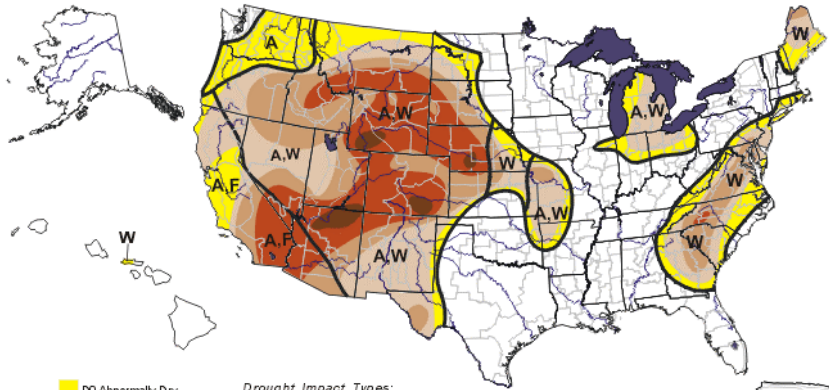 W
A
A,W
A,W
A,W
W
A,F
W
W
A,W
W
A,F
A,W
D0 Abnormally Dry
Drought Impact Types: